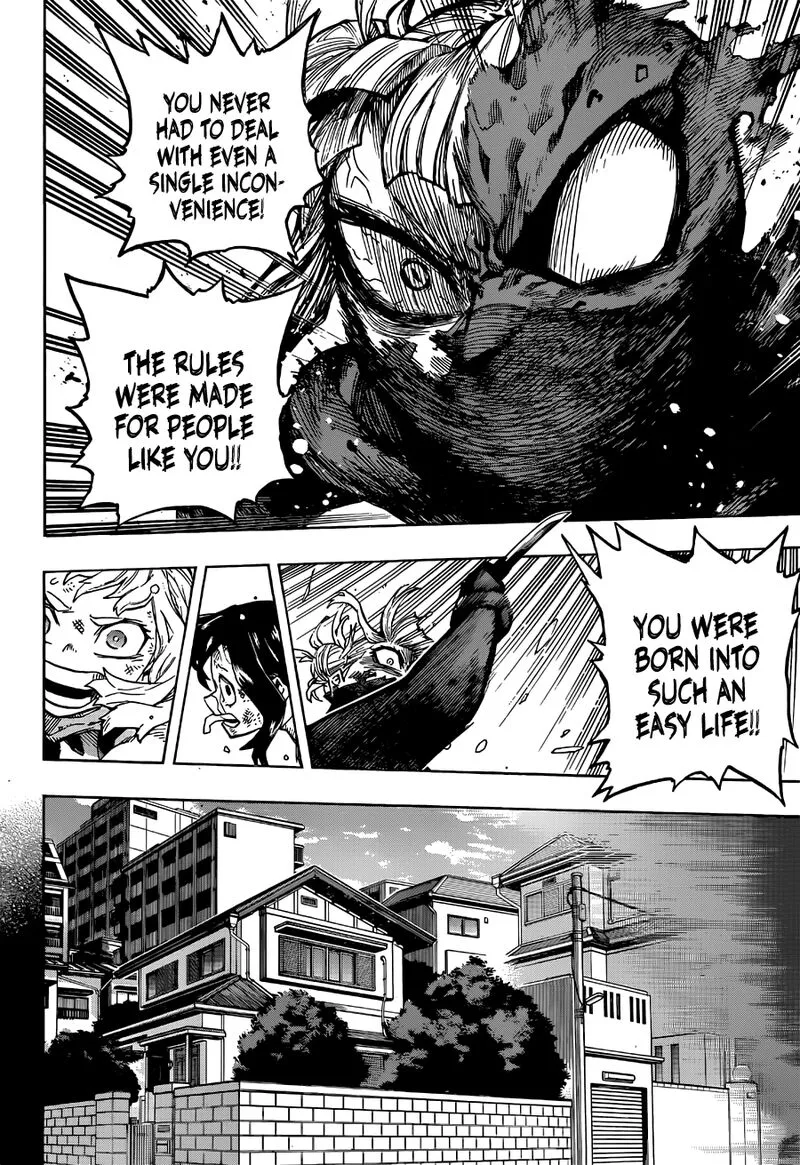 YOU NEVER
HAD TO DEAL
WITH EVEN A
SINGLE INCON-
VENIENCE!
THE RULES
WERE MADE
FOR PEOPLE
LIKE YOU!!
YOU WERE
BORN INTO
SUCH AN
EASY LIFE!!